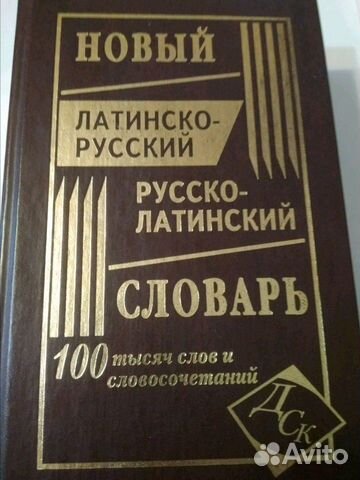 НОВЫЙ
ЛАТИНСКО-
РУССКИЙ
РУССКО-
ЛАТИНСКИЙ
СЛОВАРЬ
100 тысяч слов и
словосочетаний
ДСК
Avito